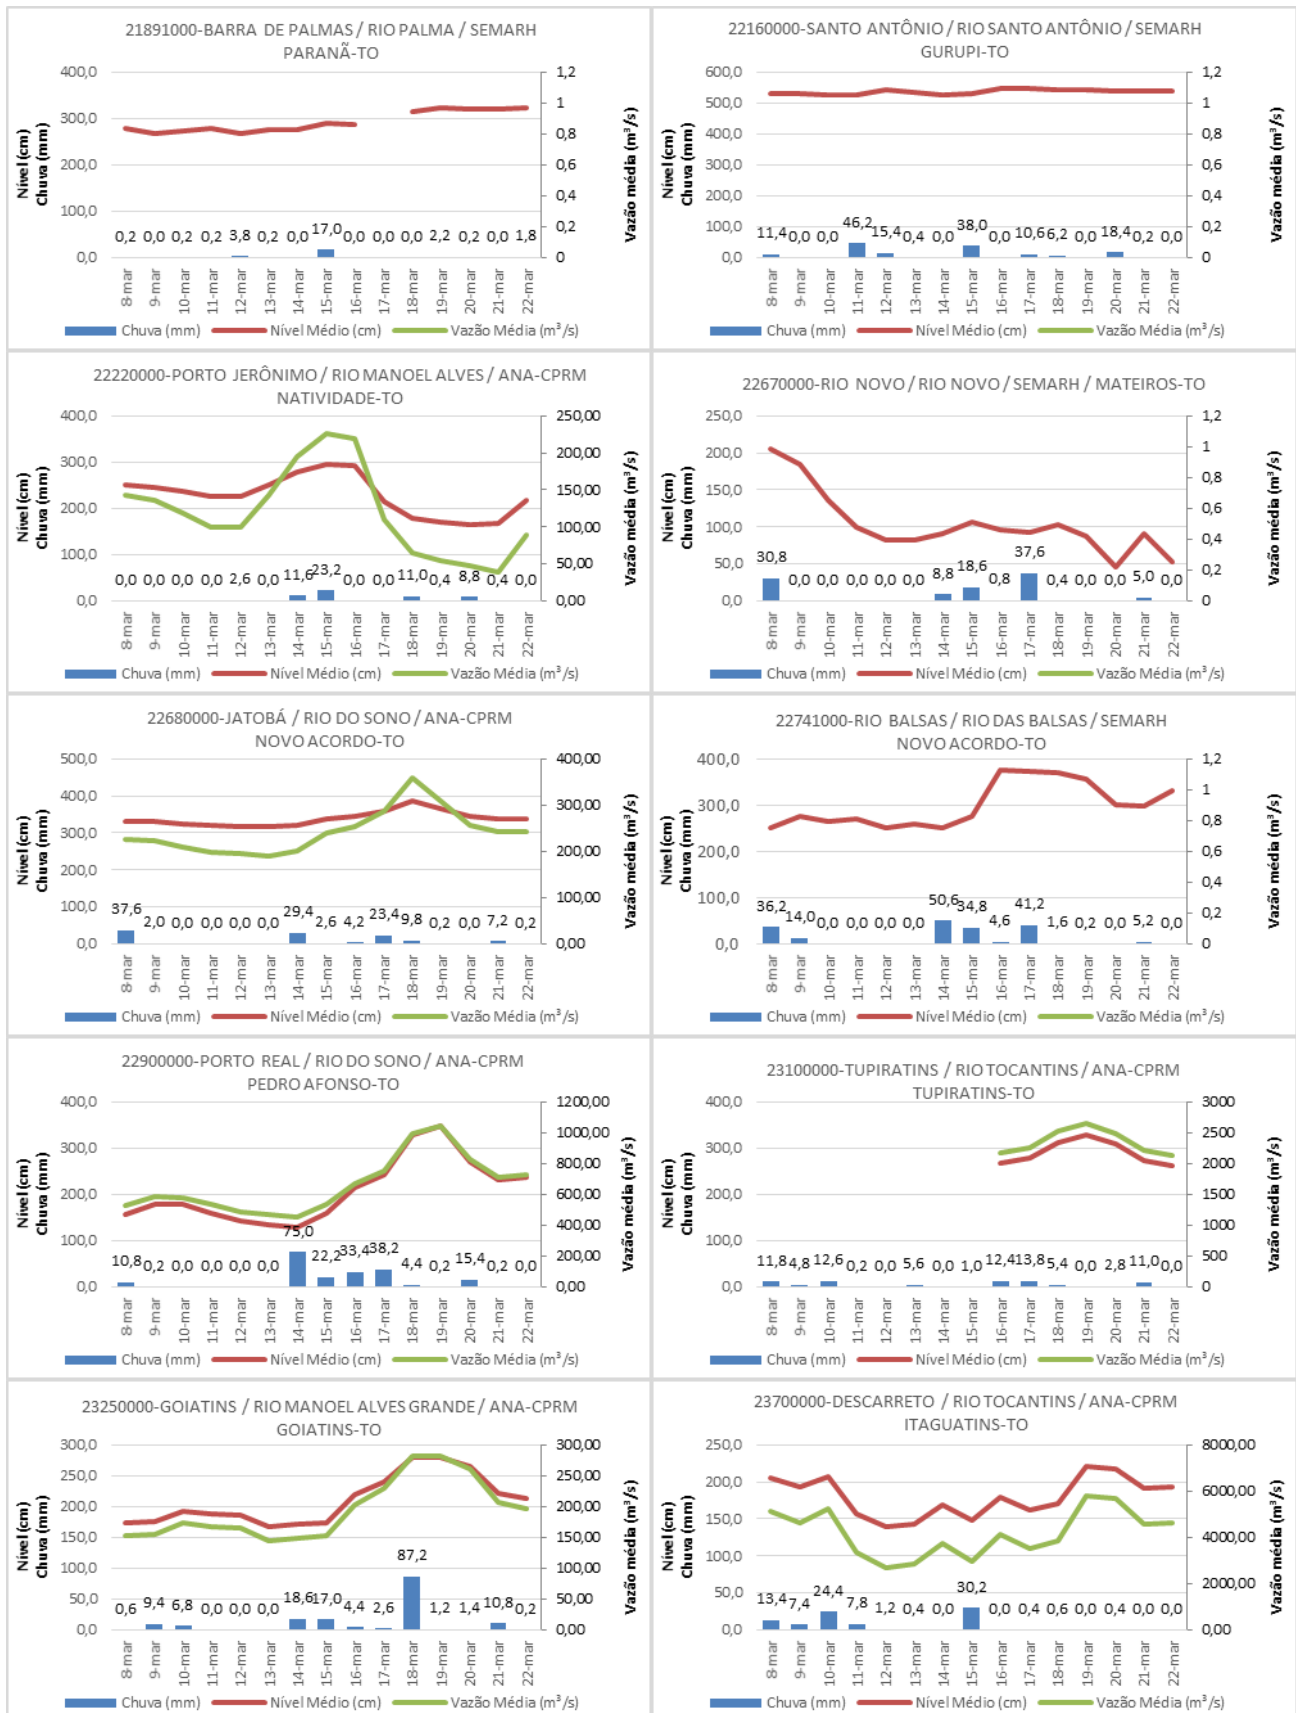 21891000-BARRA DE PALMAS / RIO PALMA / SEMARH
PARANÃ-TO
Nível (cm)
Chuva (mm)
400,0
300,0
200,0
100,0
0,0
0,2 0,0 0,2 0,2 3,8 0,2 0,0 17,0 0,0 0,0 0,0 2,2 0,2 0,0 1,8
1,2
1
0,8
0,6
0,4
0,2
0
Vazão média (m³/s)
8-mar 9-mar 10-mar 11-mar 12-mar 13-mar 14-mar 15-mar 16-mar 17-mar 18-mar 19-mar 20-mar 21-mar 22-mar
Chuva (mm) Nível Médio (cm) Vazão Média (m³/s)
22160000-SANTO ANTÔNIO / RIO SANTO ANTÔNIO / SEMARH
GURUPI-TO
Nível (cm)
Chuva (mm)
600,0
500,0
400,0
300,0
200,0
100,0
0,0
11,4 0,0 0,0 46,2 15,4 0,4 0,0 38,0 0,0 10,6 6,2 0,0 18,4 0,2 0,0
1,2
1
0,8
0,6
0,4
0,2
0
Vazão média (m³/s)
8-mar 9-mar 10-mar 11-mar 12-mar 13-mar 14-mar 15-mar 16-mar 17-mar 18-mar 19-mar 20-mar 21-mar 22-mar
Chuva (mm) Nível Médio (cm) Vazão Média (m³/s)
22220000-PORTO JERÔNIMO / RIO MANOEL ALVES / ANA-CPRM
NATIVIDADE-TO
Nível (cm)
Chuva (mm)
400,0
300,0
200,0
100,0
0,0
0,0 0,0 0,0 0,0 2,6 0,0 11,6 23,2 0,0 0,0 11,0 0,4 8,8 0,4 0,0
250,00
200,00
150,00
100,00
50,00
0,00
Vazão média (m³/s)
8-mar 9-mar 10-mar 11-mar 12-mar 13-mar 14-mar 15-mar 16-mar 17-mar 18-mar 19-mar 20-mar 21-mar 22-mar
Chuva (mm) Nível Médio (cm) Vazão Média (m³/s)
22670000-RIO NOVO / RIO NOVO / SEMARH / MATEIROS-TO
Nível (cm)
Chuva (mm)
250,0
200,0
150,0
100,0
50,0
0,0
30,8 0,0 0,0 0,0 0,0 0,0 8,8 18,6 0,8 37,6 0,4 0,0 0,0 5,0 0,0
1,2
1
0,8
0,6
0,4
0,2
0
Vazão média (m³/s)
8-mar 9-mar 10-mar 11-mar 12-mar 13-mar 14-mar 15-mar 16-mar 17-mar 18-mar 19-mar 20-mar 21-mar 22-mar
Chuva (mm) Nível Médio (cm) Vazão Média (m³/s)
22680000-JATOBÁ / RIO DO SONO / ANA-CPRM
NOVO ACORDO-TO
Nível (cm)
Chuva (mm)
500,0
400,0
300,0
200,0
100,0
0,0
37,6 2,0 0,0 0,0 0,0 0,0 29,4 2,6 4,2 23,4 9,8 0,2 0,0 7,2 0,2
400,00
300,00
200,00
100,00
0,00
Vazão média (m³/s)
8-mar 9-mar 10-mar 11-mar 12-mar 13-mar 14-mar 15-mar 16-mar 17-mar 18-mar 19-mar 20-mar 21-mar 22-mar
Chuva (mm) Nível Médio (cm) Vazão Média (m³/s)
22741000-RIO BALSAS / RIO DAS BALSAS / SEMARH
NOVO ACORDO-TO
Nível (cm)
Chuva (mm)
400,0
300,0
200,0
100,0
0,0
36,2 14,0 0,0 0,0 0,0 0,0 50,6 34,8 4,6 41,2 1,6 0,2 0,0 5,2 0,0
1,2
1
0,8
0,6
0,4
0,2
0
Vazão média (m³/s)
8-mar 9-mar 10-mar 11-mar 12-mar 13-mar 14-mar 15-mar 16-mar 17-mar 18-mar 19-mar 20-mar 21-mar 22-mar
Chuva (mm) Nível Médio (cm) Vazão Média (m³/s)
22900000-PORTO REAL / RIO DO SONO / ANA-CPRM
PEDRO AFONSO-TO
Nível (cm)
Chuva (mm)
400,0
300,0
200,0
100,0
0,0
10,8 0,2 0,0 0,0 0,0 0,0 75,0 22,2 33,4 38,2 4,4 0,0 15,4 0,2 0,0
1200,00
1000,00
800,00
600,00
400,00
200,00
0,00
Vazão média (m³/s)
8-mar 9-mar 10-mar 11-mar 12-mar 13-mar 14-mar 15-mar 16-mar 17-mar 18-mar 19-mar 20-mar 21-mar 22-mar
Chuva (mm) Nível Médio (cm) Vazão Média (m³/s)
23100000-TUPIRATINS / RIO TOCANTINS / ANA-CPRM
TUPIRATINS-TO
Nível (cm)
Chuva (mm)
400,0
300,0
200,0
100,0
0,0
11,8 4,8 12,6 0,2 0,0 5,6 0,0 1,0 12,4 13,8 5,4 0,0 2,8 11,0 0,0
3000
2500
2000
1500
1000
500
0
Vazão média (m³/s)
8-mar 9-mar 10-mar 11-mar 12-mar 13-mar 14-mar 15-mar 16-mar 17-mar 18-mar 19-mar 20-mar 21-mar 22-mar
Chuva (mm) Nível Médio (cm) Vazão Média (m³/s)
23250000-GOIATINS / RIO MANOEL ALVES GRANDE / ANA-CPRM
GOIATINS-TO
Nível (cm)
Chuva (mm)
300,0
250,0
200,0
150,0
100,0
50,0
0,0
0,6 9,4 6,8 0,0 0,0 0,0 18,6 17,0 4,4 2,6 87,2 1,2 1,4 10,8 0,2
300,00
250,00
200,00
150,00
100,00
50,00
0,00
Vazão média (m³/s)
8-mar 9-mar 10-mar 11-mar 12-mar 13-mar 14-mar 15-mar 16-mar 17-mar 18-mar 19-mar 20-mar 21-mar 22-mar
Chuva (mm) Nível Médio (cm) Vazão Média (m³/s)
23700000-DESCARRETO / RIO TOCANTINS / ANA-CPRM
ITAGUATINS-TO
Nível (cm)
Chuva (mm)
250,0
200,0
150,0
100,0
50,0
0,0
13,4 7,4 24,4 7,8 1,2 0,4 0,0 30,2 0,0 0,4 0,6 0,0 0,4 0,0 0,0
8000,00
6000,00
4000,00
2000,00
0,00
Vazão média (m³/s)
8-mar 9-mar 10-mar 11-mar 12-mar 13-mar 14-mar 15-mar 16-mar 17-mar 18-mar 19-mar 20-mar 21-mar 22-mar
Chuva (mm) Nível Médio (cm) Vazão Média (m³/s)